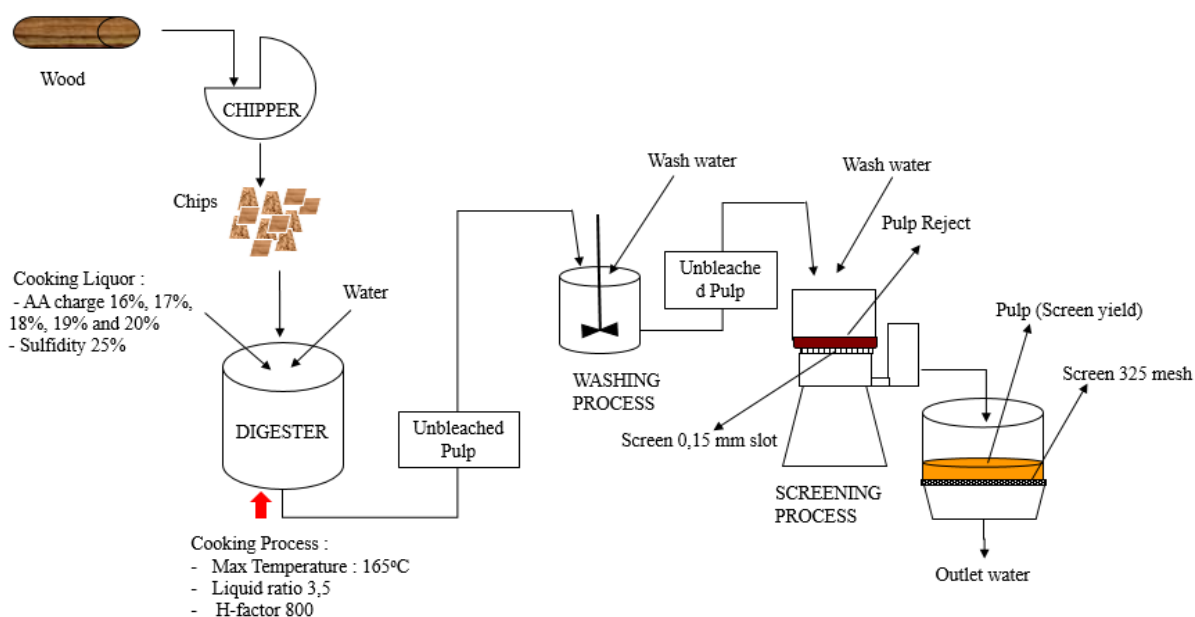 Wood
CHIPPER
Chips
Cooking Liquor :
- AA charge 16%, 17%,
18%, 19% and 20%
- Sulfidity 25%
Water
DIGESTER
Cooking Process :
- Max Temperature : 165ºC
- Liquid ratio 3,5
- H-factor 800
Unbleached
Pulp
Wash water
WASHING
PROCESS
Unbleache
d Pulp
Wash water
Pulp Reject
Screen 0,15 mm slot
SCREENING
PROCESS
Pulp (Screen yield)
Screen 325 mesh
Outlet water